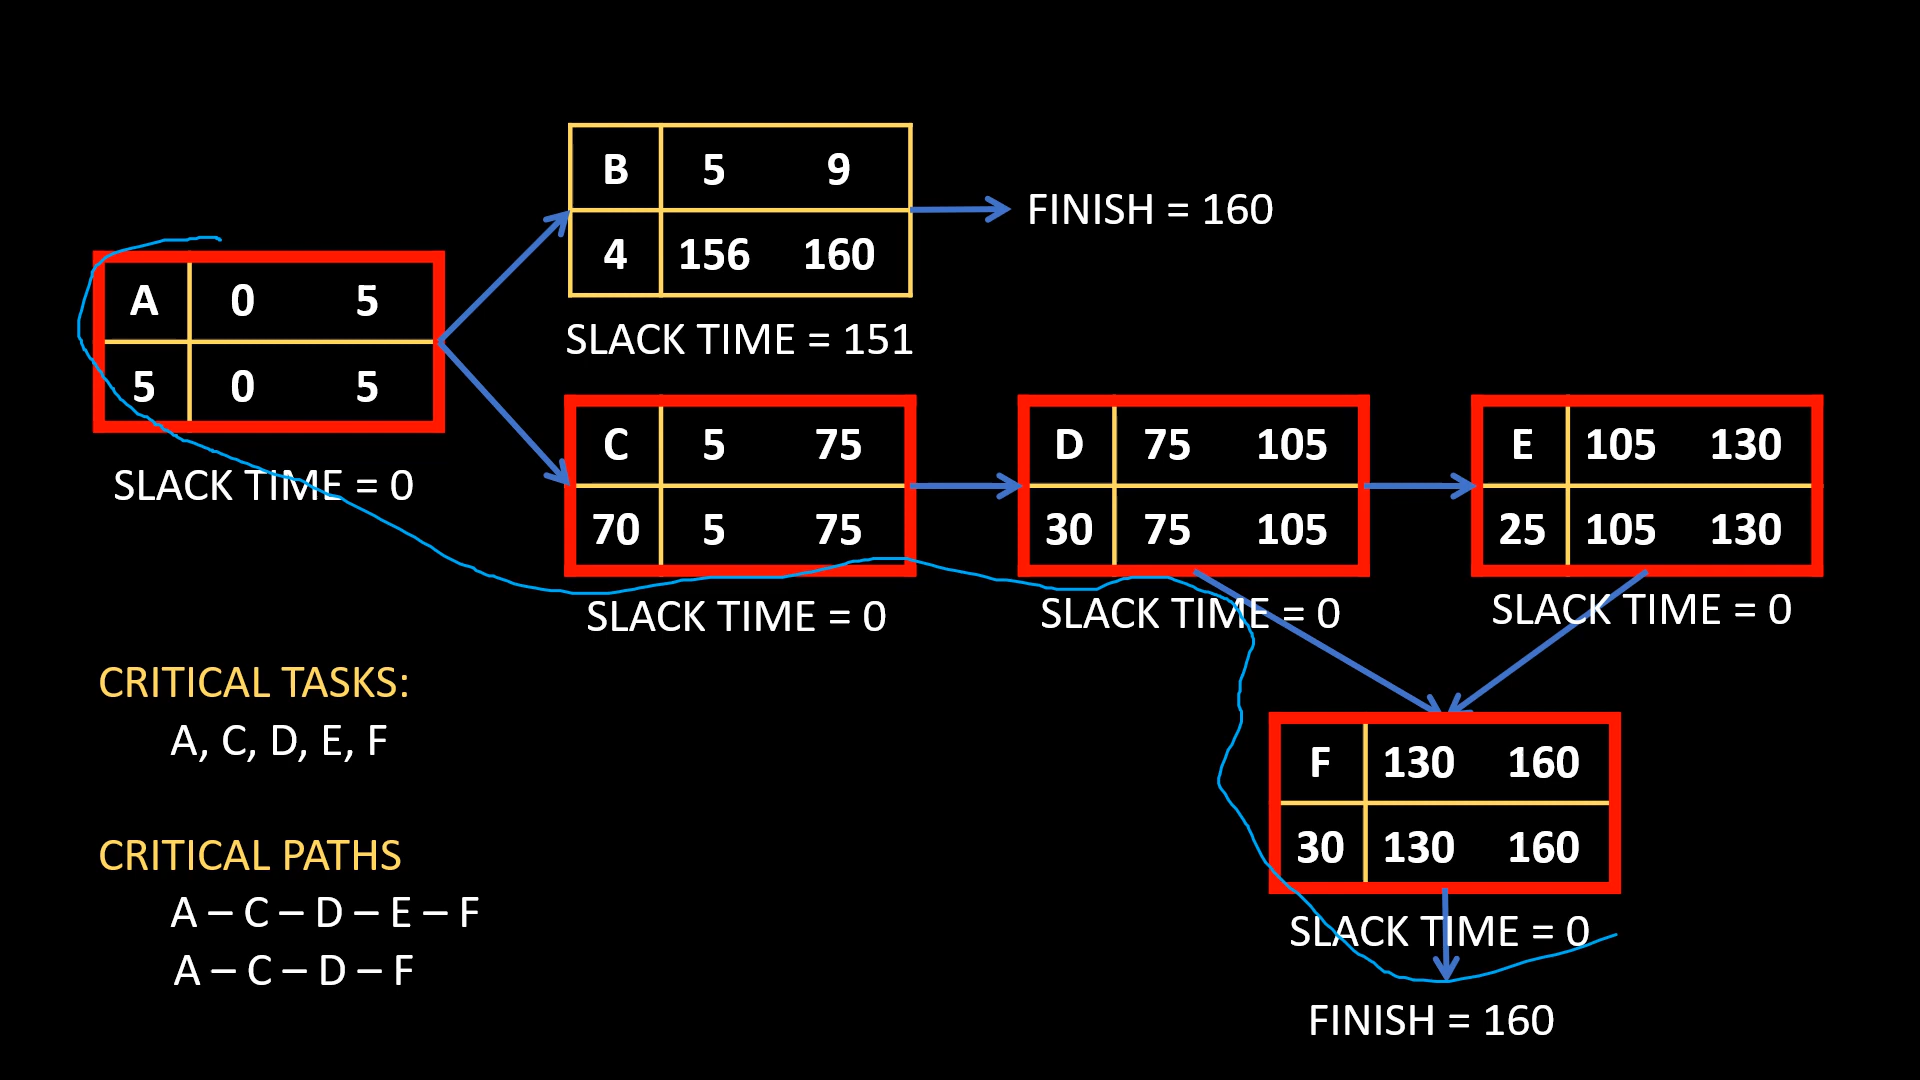 B 5 9
4 156 160
FINISH = 160
SLACK TIME = 151
A 0 5
5 0 5
SLACK TIME = 0
C 5 75
70 5 75
SLACK TIME = 0
D 75 105
30 75 105
SLACK TIME = 0
E 105 130
25 105 130
SLACK TIME = 0
F 130 160
30 130 160
SLACK TIME = 0
FINISH = 160
CRITICAL TASKS:
A, C, D, E, F
CRITICAL PATHS
A – C – D – E – F
A – C – D – F